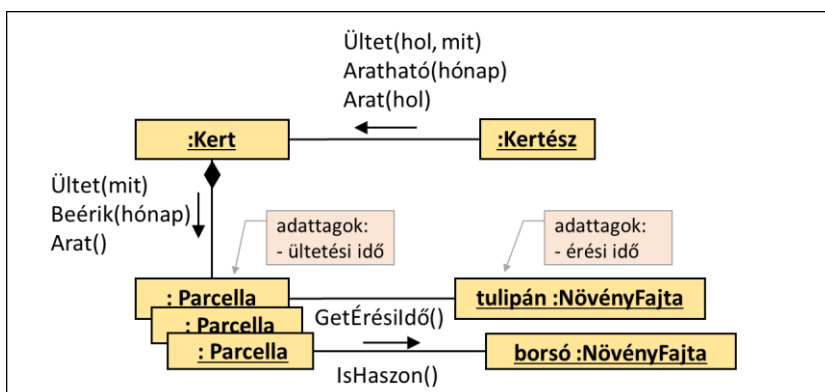 Ültet(hol, mit)
Aratható(hónap)
Arat(hol)
:Kert
:Kertész
Ültet(mit)
Beérik(hónap)
Arat()
adattagok:
- ültetési idő
adattagok:
- érési idő
: Parcella
tulipán :NövényFajta
: Parcella
GetÉrésiIdő()
: Parcella
borsó :NövényFajta
IsHaszon()